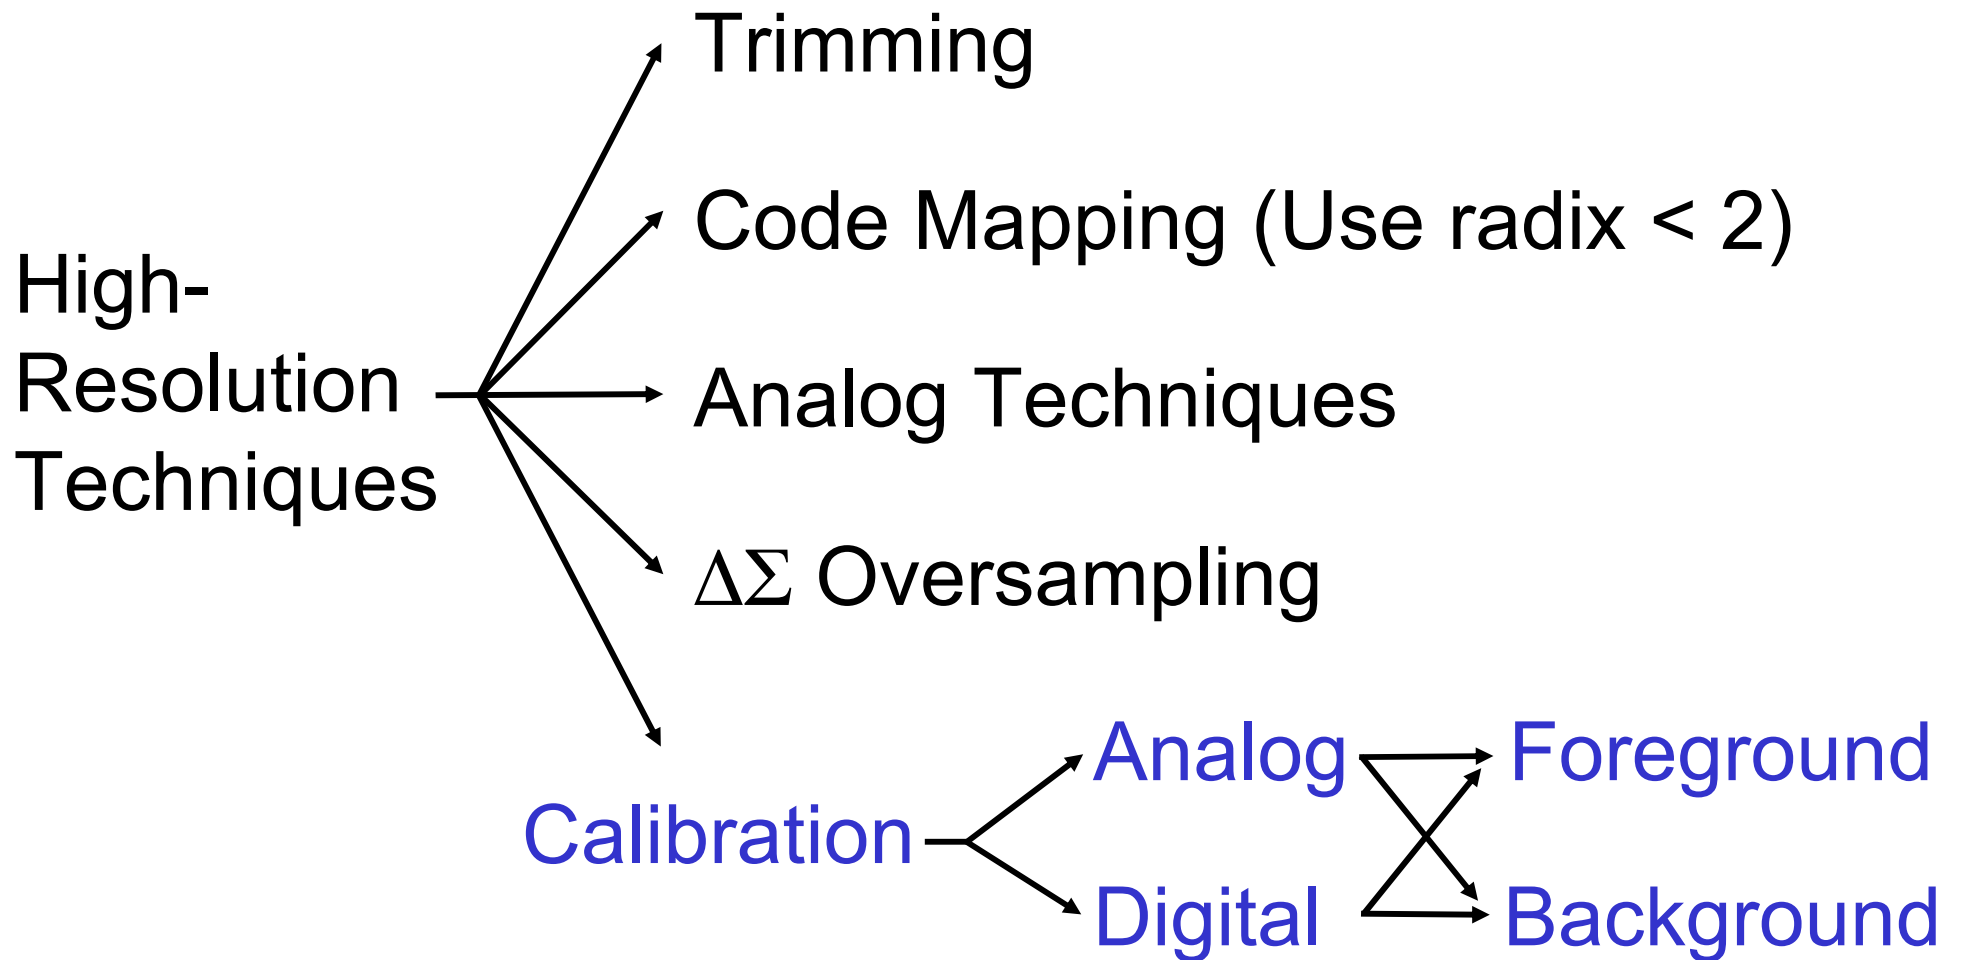 Trimming
Code Mapping (Use radix < 2)
High-
Resolution
Techniques
Analog Techniques
ΔΣ Oversampling
Calibration
Analog
Foreground
Digital
Background